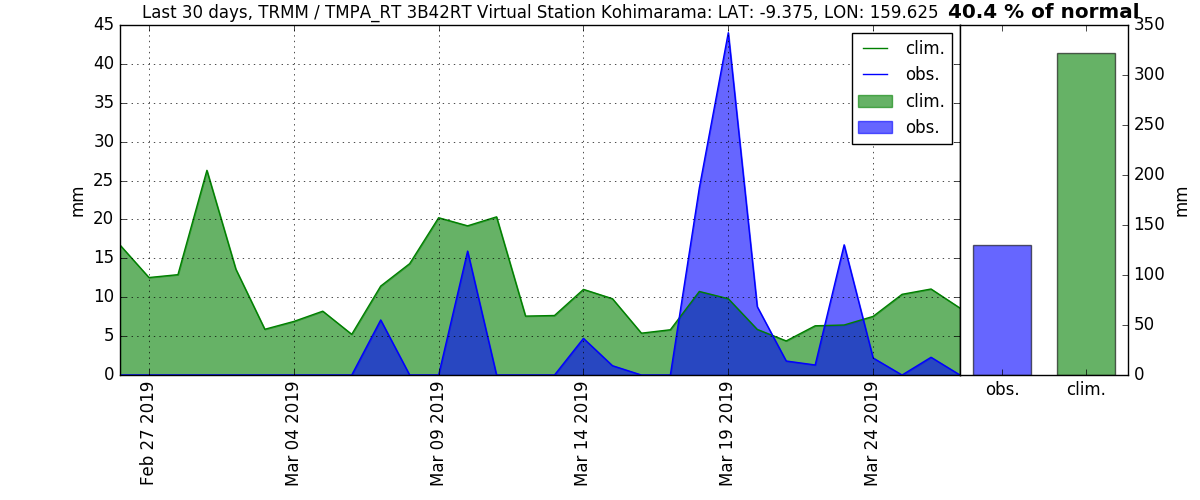 Last 30 days, TRMM / TMPA_RT 3B42RT Virtual Station Kohimarama: LAT: -9.375, LON: 159.625
40.4 % of normal
45
40
35
30
25
20
15
10
5
0
mm
clim.
obs.
clim.
obs.
Feb 27 2019
Mar 04 2019
Mar 09 2019
Mar 14 2019
Mar 19 2019
Mar 24 2019
350
300
250
200
150
100
50
0
mm
obs.
clim.